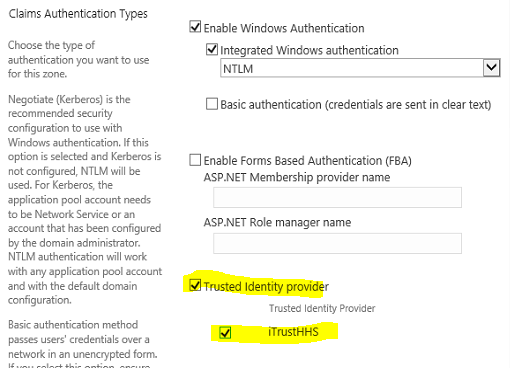 Claims Authentication Types
Choose the type of
authentication you want to use
for this zone.
Negotiate (Kerberos) is the
recommended security
configuration to use with
Windows authentication. If this
option is selected and Kerberos is
not configured, NTLM will be
used. For Kerberos, the
application pool account needs
to be Network Service or an
account that has been configured
by the domain administrator.
NTLM authentication will work
with any application pool account
and with the default domain
configuration.
Basic authentication method
passes users' credentials over a
network in an unencrypted form.
If you select this option, ensure
Enable Windows Authentication
Integrated Windows authentication
NTLM
Basic authentication (credentials are sent in clear text)
Enable Forms Based Authentication (FBA)
ASP.NET Membership provider name
ASP.NET Role manager name
Trusted Identity provider
Trusted Identity Provider
iTrustHHS